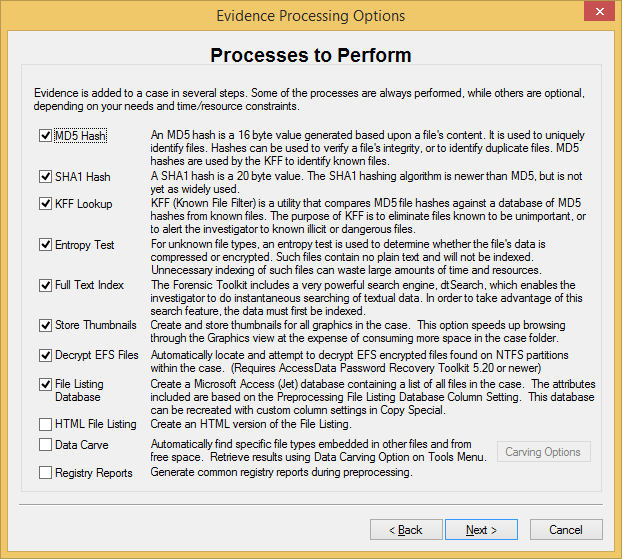 Evidence Processing Options
Processes to Perform
Evidence is added to a case in several steps. Some of the processes are always performed, while others are optional,
depending on your needs and time/resource constraints.
MD5 Hash
An MD5 hash is a 16 byte value generated based upon a file's content. It is used to uniquely
identify files. Hashes can be used to verify a file's integrity, or to identify duplicate files. MD5
hashes are used by the KFF to identify known files.
SHA1 Hash
A SHA1 hash is a 20 byte value. The SHA1 hashing algorithm is newer than MD5, but is not
yet as widely used.
KFF Lookup
KFF (Known File Filter) is a utility that compares MD5 file hashes against a database of MD5
hashes from known files. The purpose of KFF is to eliminate files known to be unimportant, or
to alert the investigator to known illicit or dangerous files.
Entropy Test
For unknown file types, an entropy test is used to determine whether the file's data is
compressed or encrypted. Such files contain no plain text and will not be indexed.
Unnecessary indexing of such files can waste large amounts of time and resources.
Full Text Index
The Forensic Toolkit includes a very powerful search engine, dtSearch, which enables the
investigator to do instantaneous searching of textual data. In order to take advantage of this
search feature, the data must first be indexed.
Store Thumbnails
Create and store thumbnails for all graphics in the case. This option speeds up browsing
through the Graphics view at the expense of consuming more space in the case folder.
Decrypt EFS Files
Automatically locate and attempt to decrypt EFS encrypted files found on NTFS partitions
within the case. (Requires AccessData Password Recovery Toolkit 5.20 or newer)
File Listing
Database
Create a Microsoft Access (Jet) database containing a list of all files in the case. The attributes
included are based on the Preprocessing File Listing Database Column Setting. This database
can be recreated with custom column settings in Copy Special.
HTML File Listing
Create an HTML version of the File Listing.
Data Carve
Automatically find specific file types embedded in other files and from
free space. Retrieve results using Data Carving Option on Tools Menu.
Carving Options
Registry Reports
Generate common registry reports during preprocessing.
< Back
Next >
Cancel